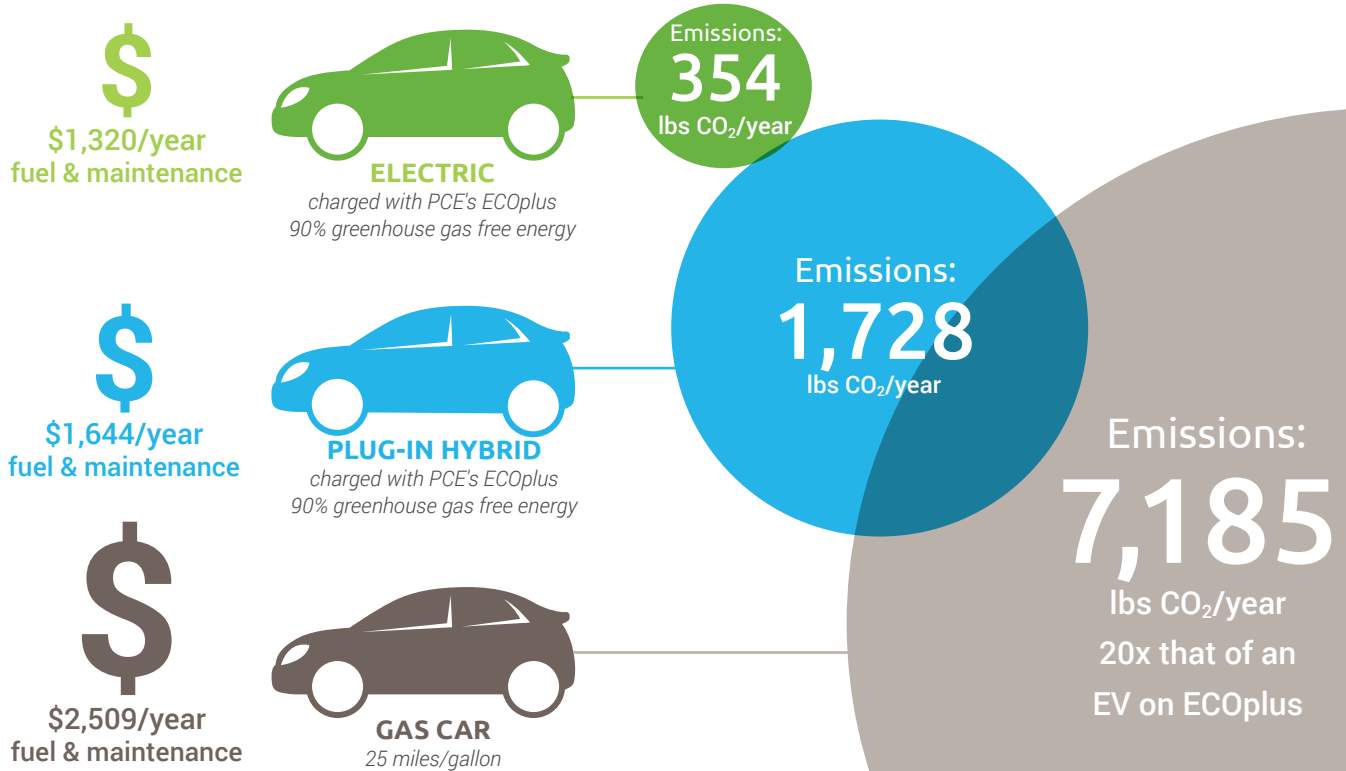 $
$1,320/year
fuel & maintenance
ELECTRIC
charged with PCE's ECOplus
90% greenhouse gas free energy
Emissions:
354
lbs CO₂/year
$
$1,644/year
fuel & maintenance
PLUG-IN HYBRID
charged with PCE's ECOplus
90% greenhouse gas free energy
Emissions:
1,728
lbs CO₂/year
$
$2,509/year
fuel & maintenance
GAS CAR
25 miles/gallon
Emissions:
7,185
lbs CO₂/year
20x that of an
EV on ECOplus